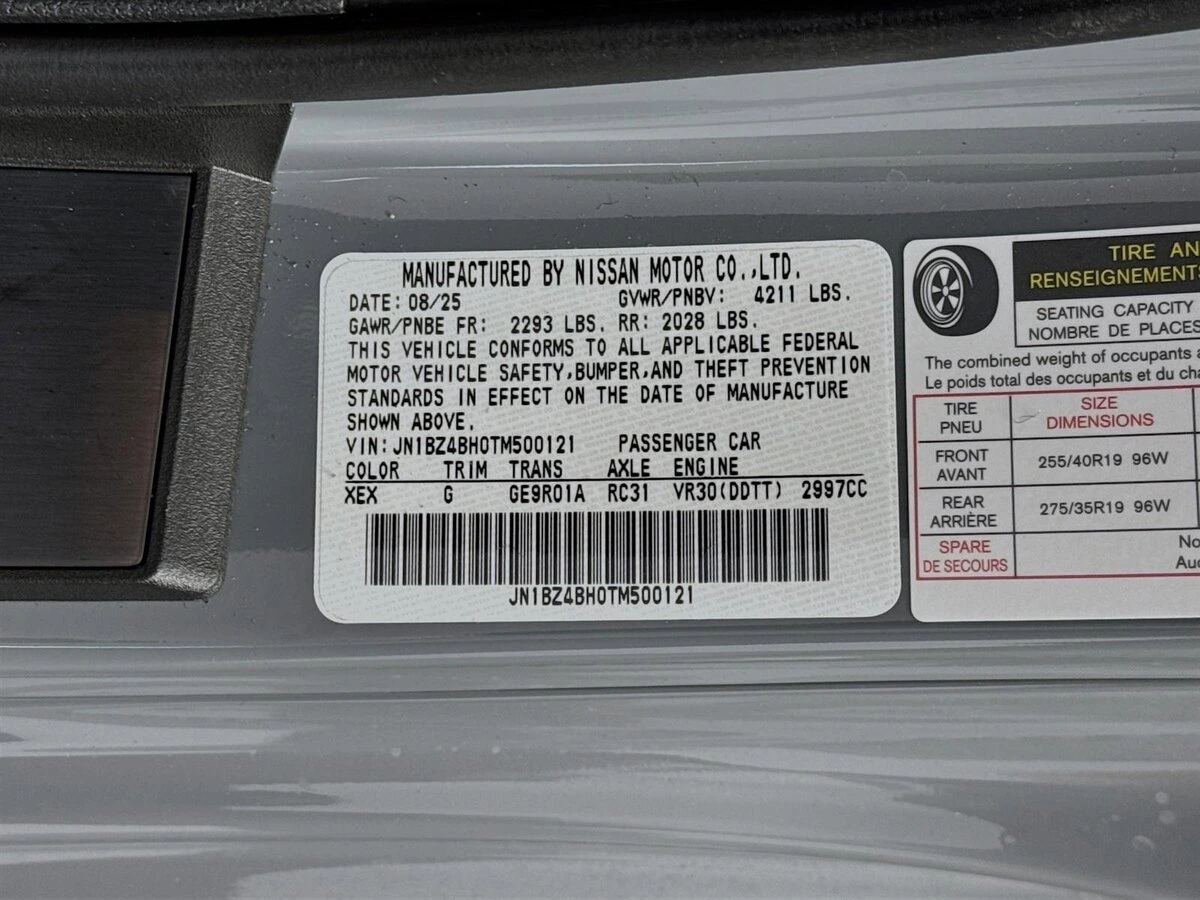 MANUFACTURED BY NISSAN MOTOR CO.,LTD.
DATE: 08/25 GVWR/PNBV: 4211 LBS.
GAWR/PNBE FR: 2293 LBS. RR: 2028 LBS.
THIS VEHICLE CONFORMS TO ALL APPLICABLE FEDERAL
MOTOR VEHICLE SAFETY,BUMPER,AND THEFT PREVENTION
STANDARDS IN EFFECT ON THE DATE OF MANUFACTURE
SHOWN ABOVE.
VIN: JN1BZ4BH0TM500121 PASSENGER CAR
COLOR TRIM TRANS AXLE ENGINE
XEX G GE9R01A RC31 VR30(DDTT) 2997CC
JN1BZ4BH0TM500121
TIRE AN
RENSEIGNEMENTS
SEATING CAPACITY
NOMBRE DE PLACES
The combined weight of occupants a
Le poids total des occupants et du cha
TIRE SIZE
PNEU DIMENSIONS
FRONT
AVANT 255/40R19 96W
REAR
ARRIÈRE 275/35R19 96W
SPARE No
DE SECOURS Auc